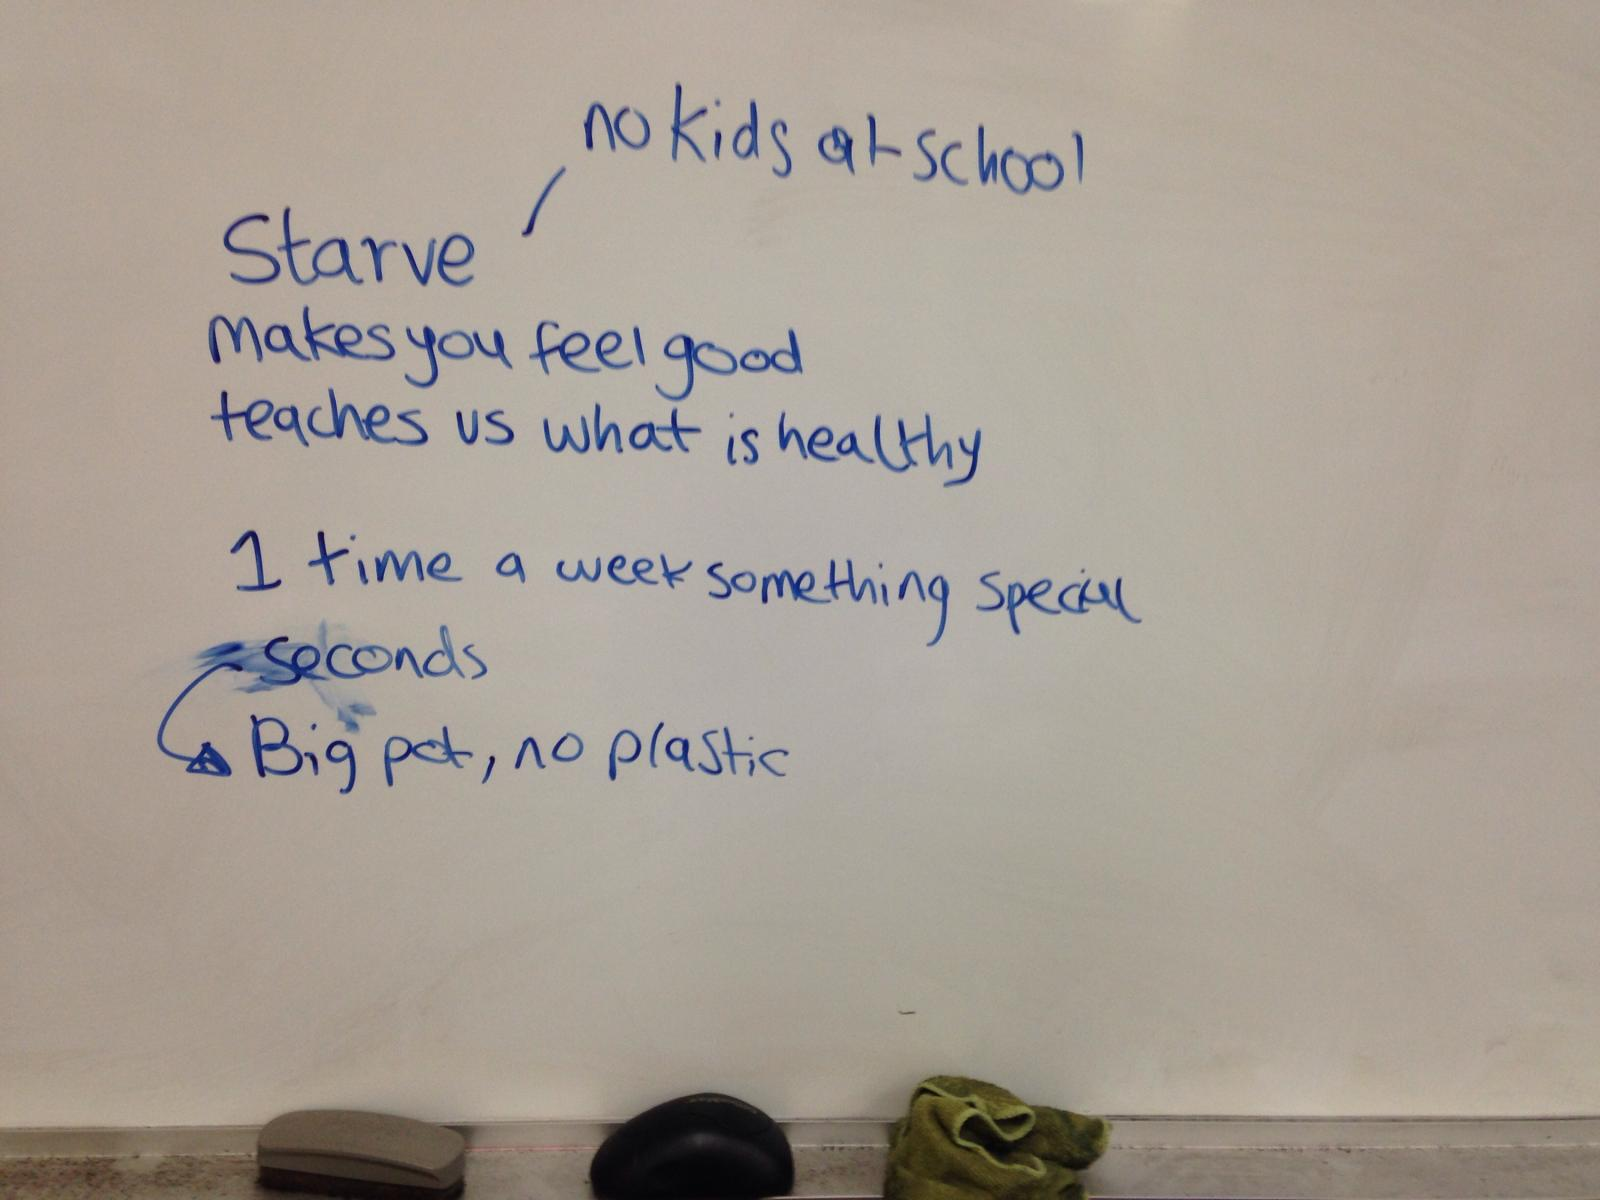 no kids at school
Starve
makes you feel good
teaches us what is healthy
1 time a week something special
seconds
Big pot, no plastic